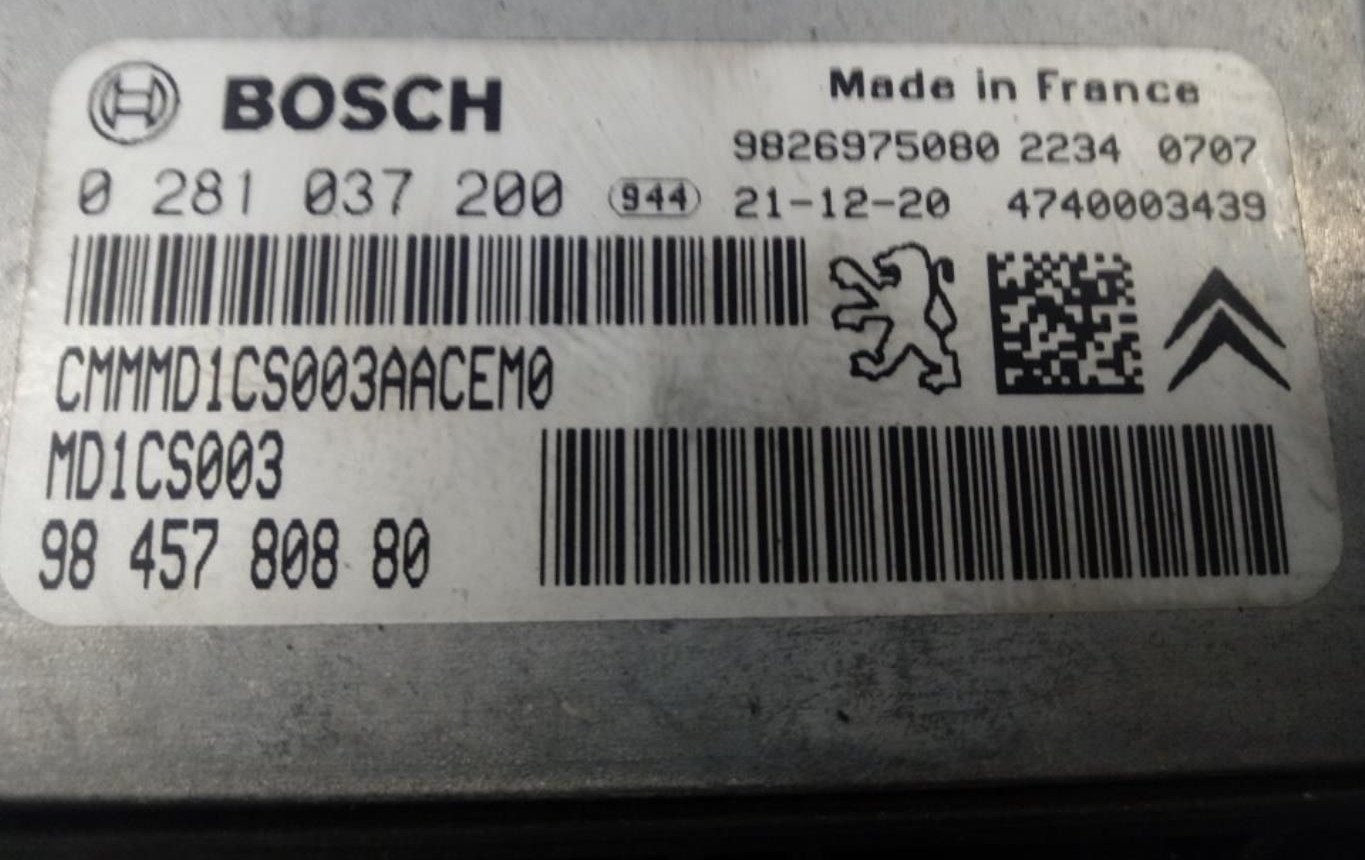 BOSCH
Made in France
9826975080 2234 0707
0 281 037 200 944 21-12-20 4740003439
CMMMD1CS003AACEM0
MD1CS003
98 457 808 80